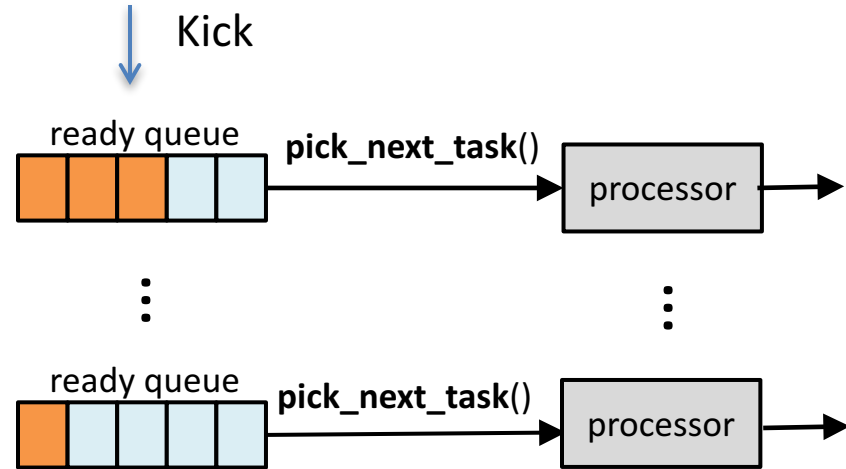 Kick
ready queue
pick_next_task()
processor
ready queue
pick_next_task()
processor